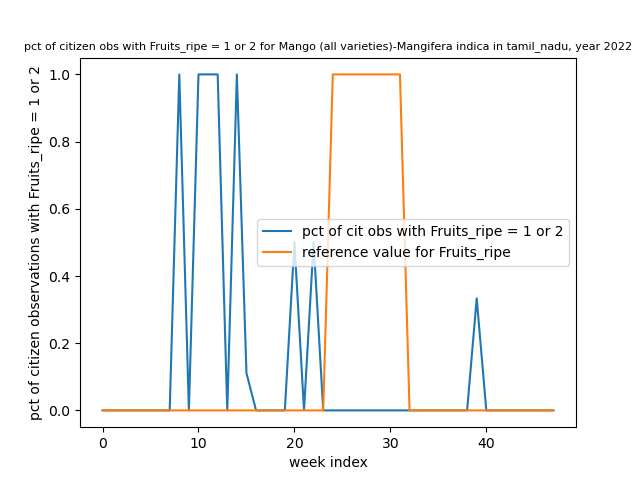 pct of citizen obs with Fruits_ripe = 1 or 2 for Mango (all varieties)-Mangifera indica in tamil_nadu, year 2022
pct of citizen observations with Fruits_ripe = 1 or 2
1.0
0.8
0.6
0.4
0.2
0.0
pct of cit obs with Fruits_ripe = 1 or 2
reference value for Fruits_ripe
0 10 20 30 40
week index